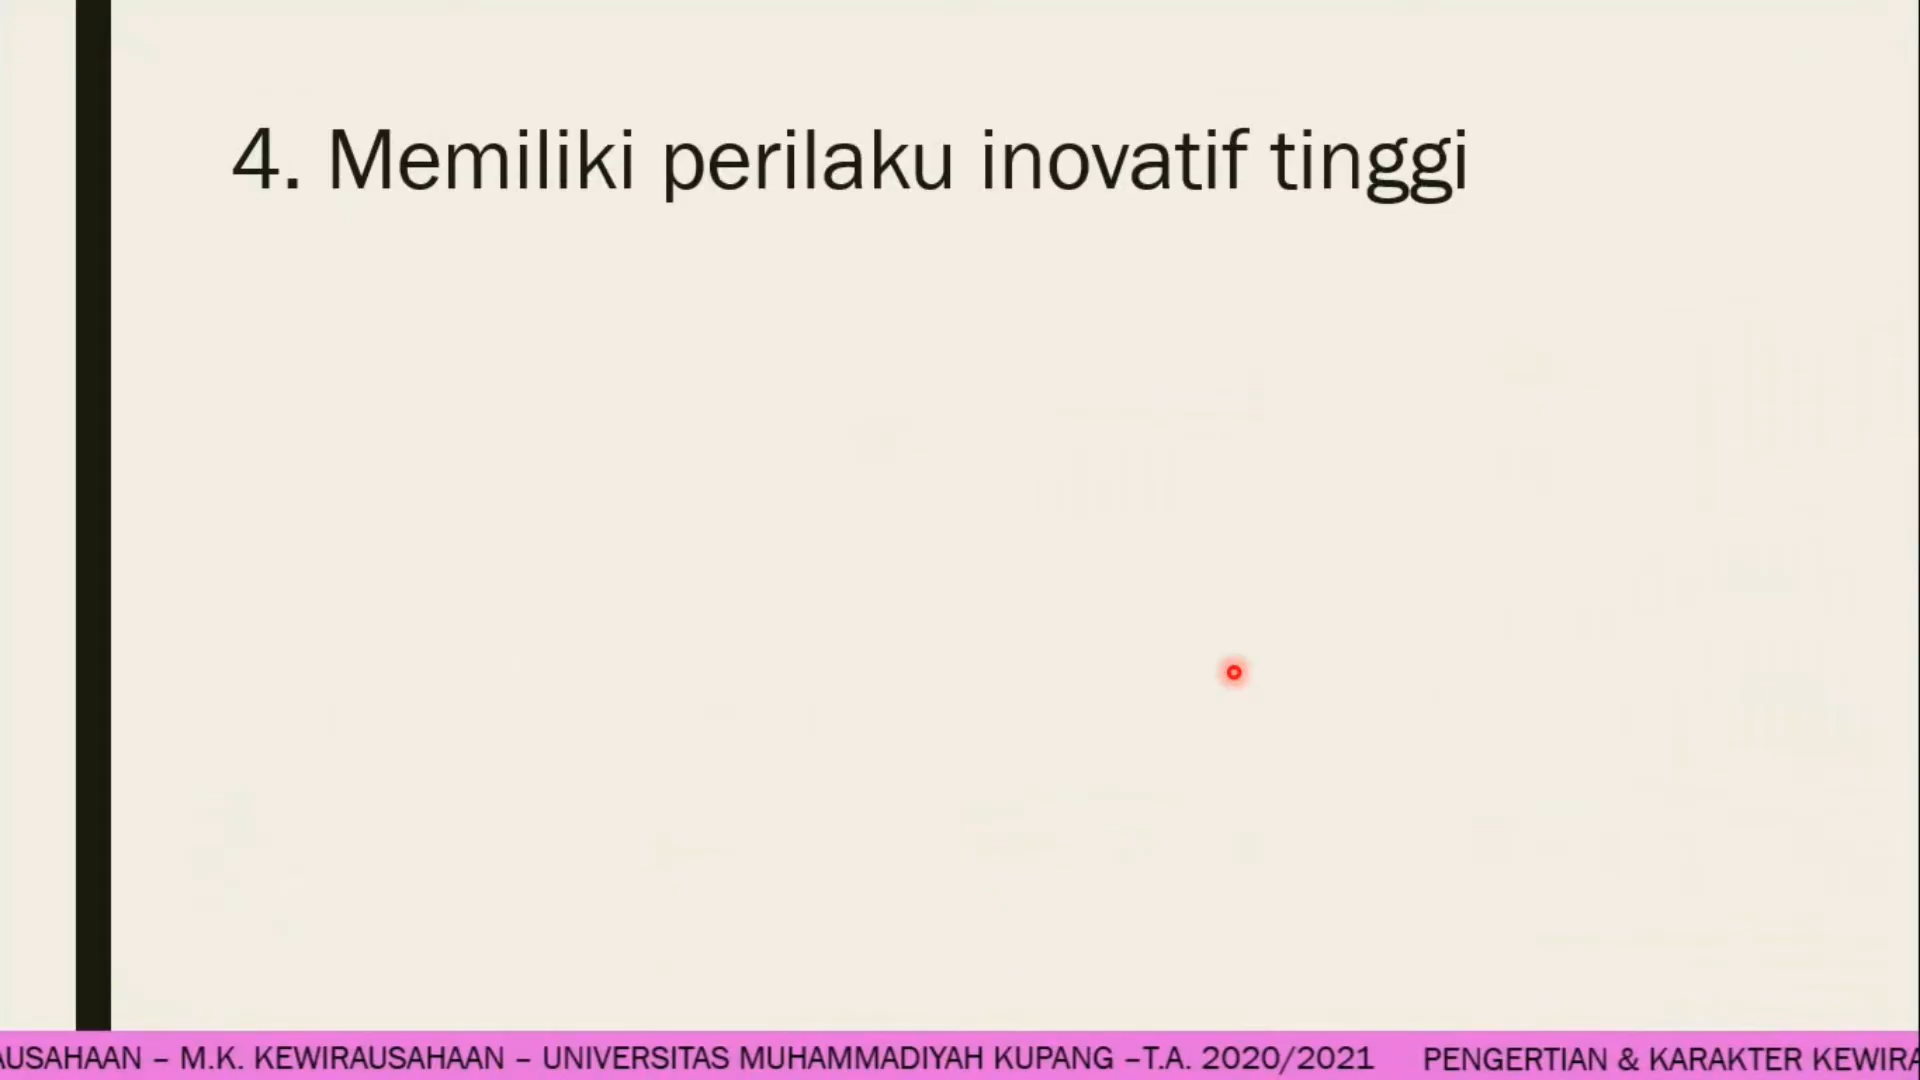 4. Memiliki perilaku inovatif tinggi
AUSAHAAN – M.K. KEWIRAUSAHAAN – UNIVERSITAS MUHAMMADIYAH KUPANG –T.A. 2020/2021 PENGERTIAN & KARAKTER KEWIRA